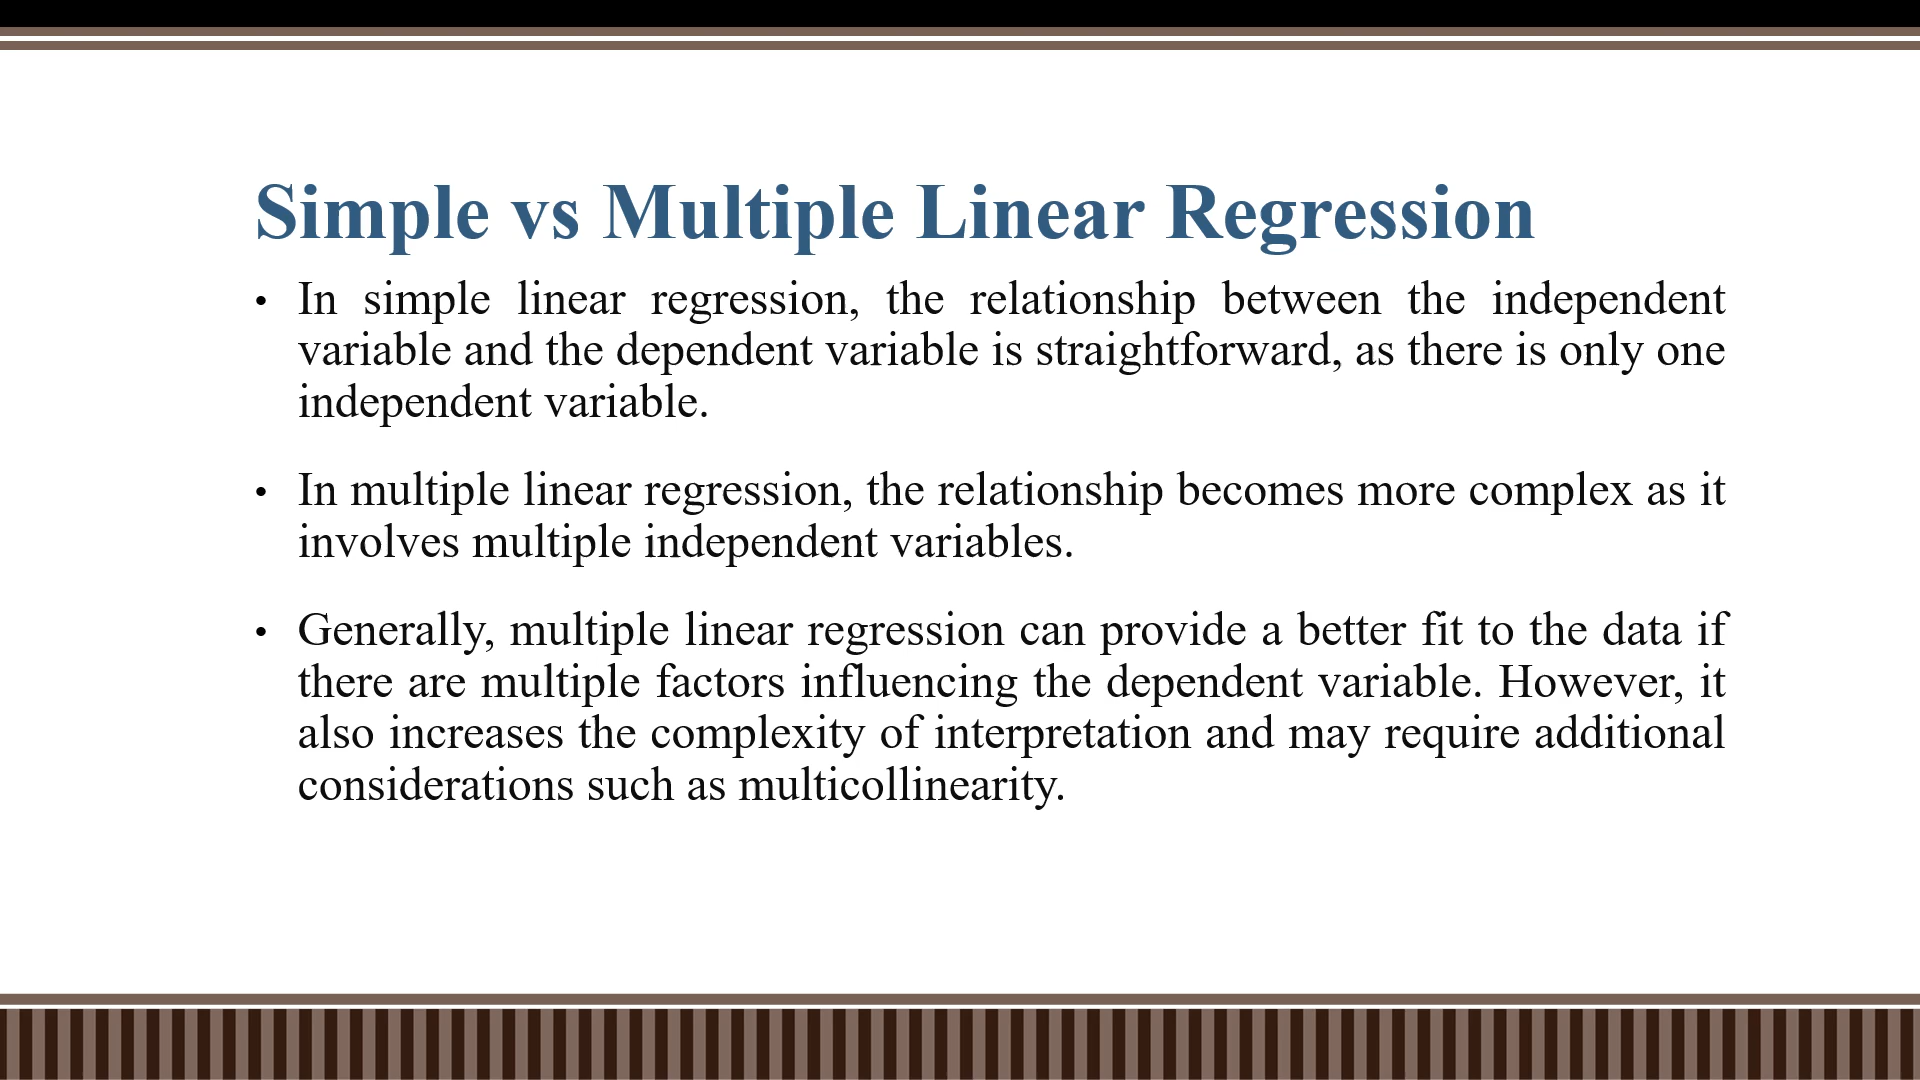 Simple vs Multiple Linear Regression
• In simple linear regression, the relationship between the independent
variable and the dependent variable is straightforward, as there is only one
independent variable.
• In multiple linear regression, the relationship becomes more complex as it
involves multiple independent variables.
• Generally, multiple linear regression can provide a better fit to the data if
there are multiple factors influencing the dependent variable. However, it
also increases the complexity of interpretation and may require additional
considerations such as multicollinearity.